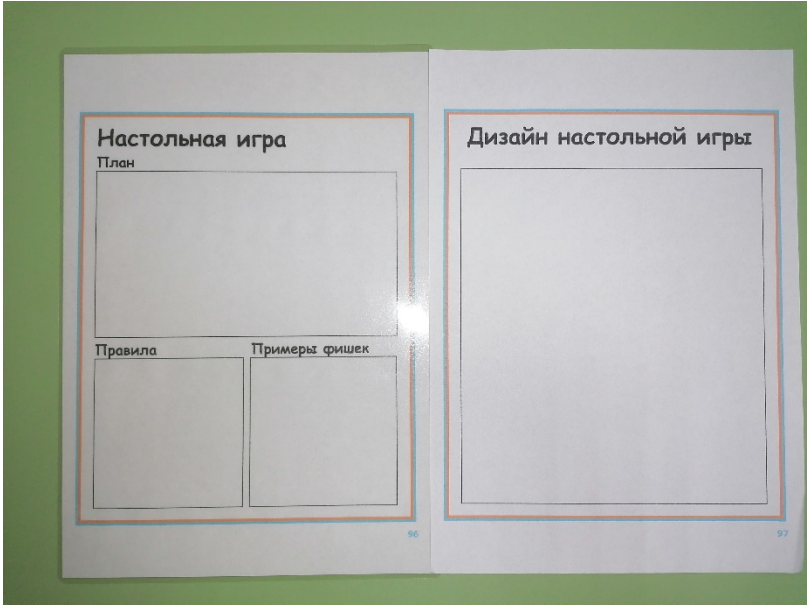 Настольная игра
План
Правила
Примеры фишек
96
Дизайн настольной игры
97